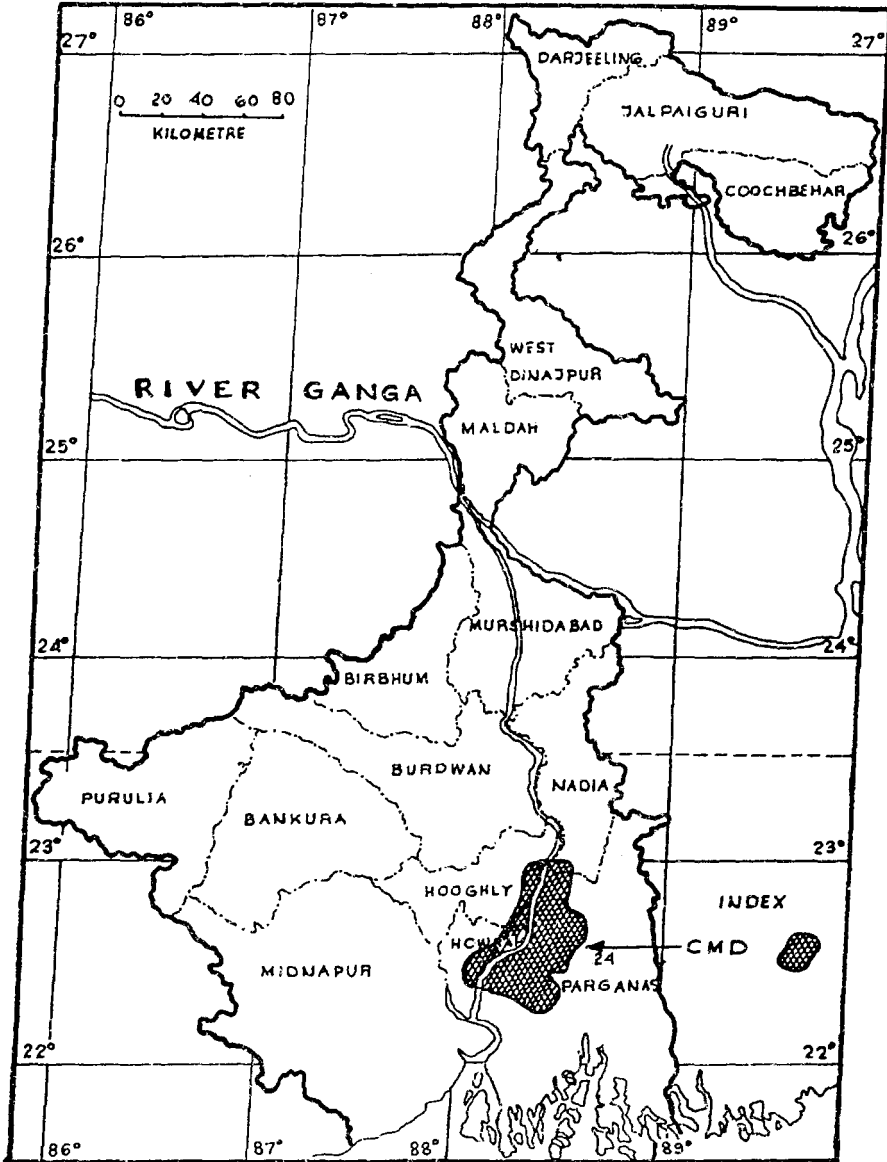 86° 87° 88° 89°
27° 27°
DARJEELING
0 20 40 60 80
KILOMETRE
JALPAIGURI
COOCHBEHAR
26° 26°
WEST
DINAJPUR
RIVER GANGA
MALDAH
25° 25°
MURSHIDABAD
24° 24°
BIRBHUM
BURDWAN
NADIA
PURULIA
BANKURA
23° 23°
HOOGHLY
INDEX
CMD
24
PARGANAS
MIDNAPUR
22° 22°
86° 87° 88° 89°